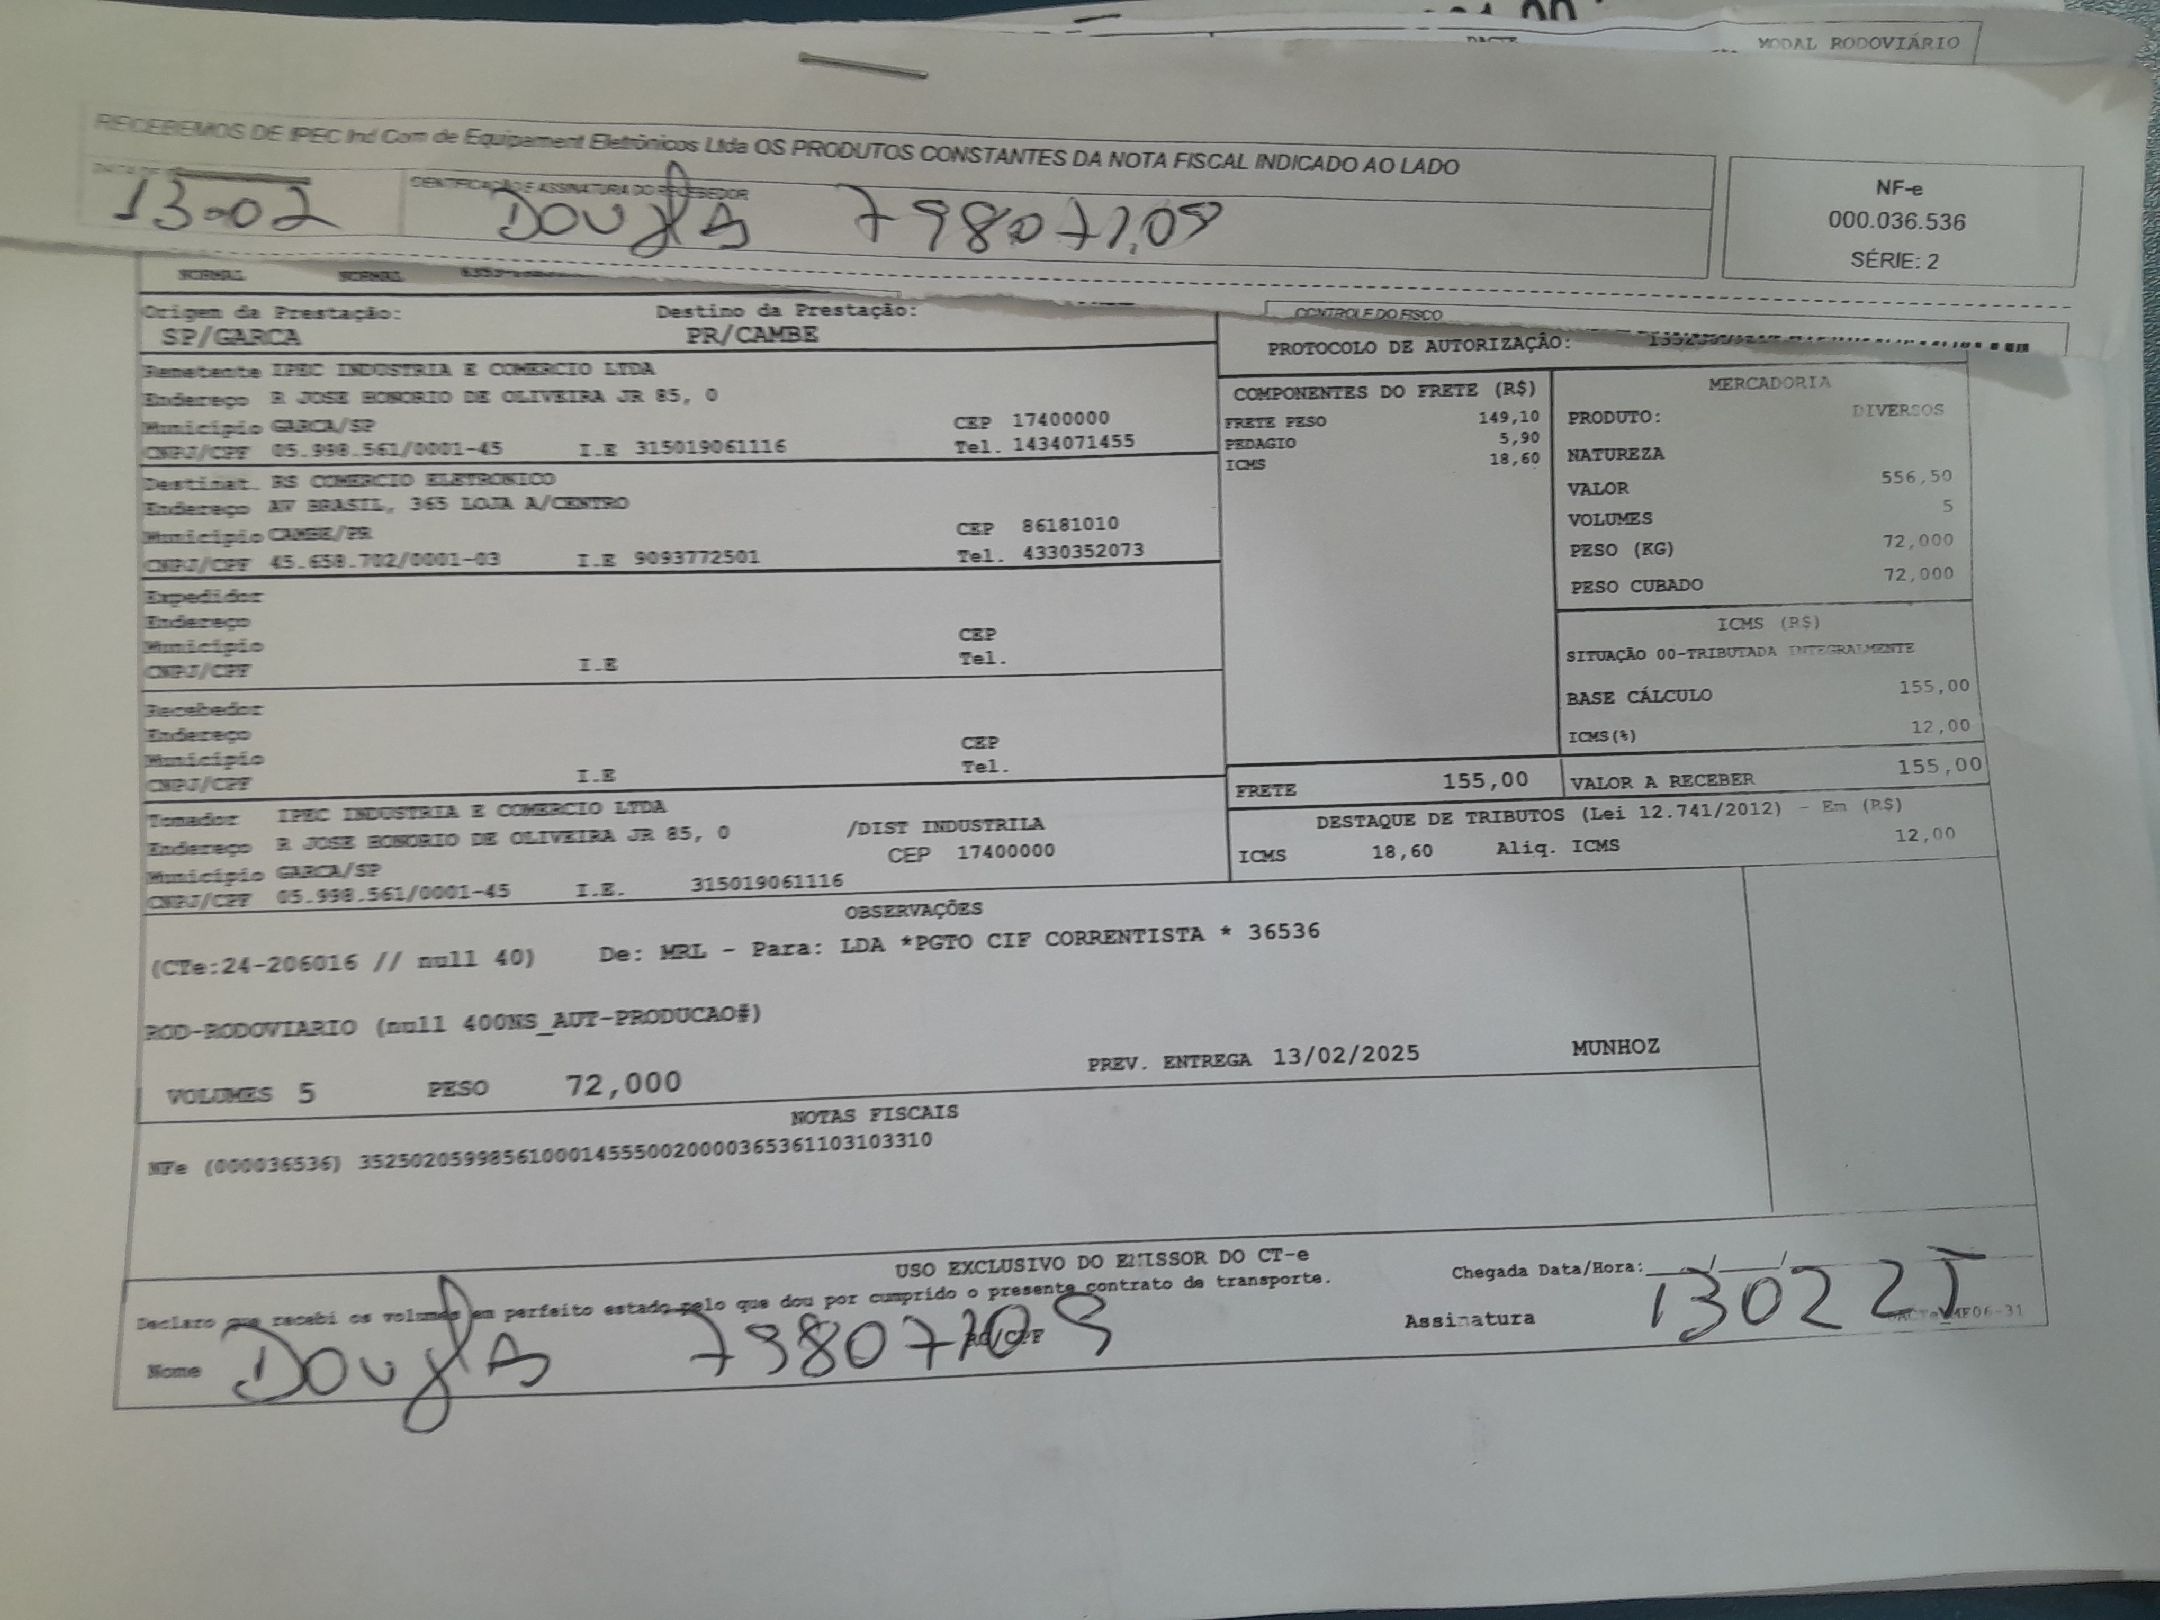 MODAL RODOVIÁRIO
RECEBEMOS DE IPEC Ind Com de Equipament Eletrônicos Ltda OS PRODUTOS CONSTANTES DA NOTA FISCAL INDICADO AO LADO
IDENTIFICAÇÃO E ASSINATURA DO RECEBEDOR
13-02 Douglas 79807109
NF-e
000.036.536
SÉRIE: 2
NORMAL NORMAL
CONTROLE DO FISCO
Origem da Prestação: Destino da Prestação:
SP/GARCA PR/CAMBE
PROTOCOLO DE AUTORIZAÇÃO:
Remetente IPEC INDUSTRIA E COMERCIO LTDA
Endereço R JOSE HONORIO DE OLIVEIRA JR 85, 0
Município GARCA/SP CEP 17400000
CNPJ/CPF 05.998.561/0001-45 I.E 315019061116 Tel. 1434071455
Destinat. RS COMERCIO ELETRONICO
Endereço AV BRASIL, 365 LOJA A/CENTRO
Município CAMBE/PR CEP 86181010
CNPJ/CPF 45.658.702/0001-03 I.E 9093772501 Tel. 4330352073
Expedidor
Endereço
Município CEP
CNPJ/CPF I.E Tel.
Recebedor
Endereço
Município CEP
CNPJ/CPF I.E Tel.
Tomador IPEC INDUSTRIA E COMERCIO LTDA
Endereço R JOSE HONORIO DE OLIVEIRA JR 85, 0 /DIST INDUSTRILA
Município GARCA/SP CEP 17400000
CNPJ/CPF 05.998.561/0001-45 I.E. 315019061116
COMPONENTES DO FRETE (R$)
FRETE PESO 149,10
PEDAGIO 5,90
ICMS 18,60
MERCADORIA
PRODUTO: DIVERSOS
NATUREZA
VALOR 556,50
VOLUMES 5
PESO (KG) 72,000
PESO CUBADO 72,000
ICMS (R$)
SITUAÇÃO 00-TRIBUTADA INTEGRALMENTE
BASE CÁLCULO 155,00
ICMS(%) 12,00
FRETE 155,00 VALOR A RECEBER 155,00
DESTAQUE DE TRIBUTOS (Lei 12.741/2012) - Em (R$)
ICMS 18,60 Aliq. ICMS 12,00
OBSERVAÇÕES
(CTe:24-206016 // null 40) De: MRL - Para: LDA *PGTO CIF CORRENTISTA * 36536
ROD-RODOVIARIO (null 400NS_AUT-PRODUCAO#)
VOLUMES 5 PESO 72,000 PREV. ENTREGA 13/02/2025 MUNHOZ
NOTAS FISCAIS
NFe (000036536) 35250205998561000145550020000365361103103310
USO EXCLUSIVO DO EMISSOR DO CT-e
Declaro que recebi os volumes em perfeito estado pelo que dou por cumprido o presente contrato de transporte.
Chegada Data/Hora:___/___/
Nome Douglas 79807109 RG/CPF Assinatura 130225
DACTe_MF06-31